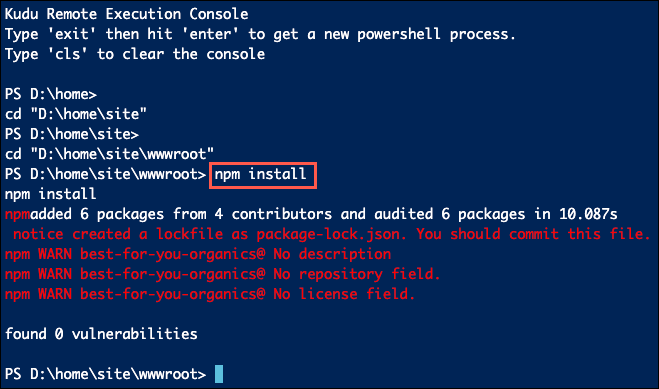 Kudu Remote Execution Console
Type 'exit' then hit 'enter' to get a new powershell process.
Type 'cls' to clear the console
PS D:\home>
cd "D:\home\site"
PS D:\home\site>
cd "D:\home\site\wwwroot"
PS D:\home\site\wwwroot> npm install
npm install
npmadded 6 packages from 4 contributors and audited 6 packages in 10.087s
notice created a lockfile as package-lock.json. You should commit this file.
npm WARN best-for-you-organics@ No description
npm WARN best-for-you-organics@ No repository field.
npm WARN best-for-you-organics@ No license field.
found 0 vulnerabilities
PS D:\home\site\wwwroot>